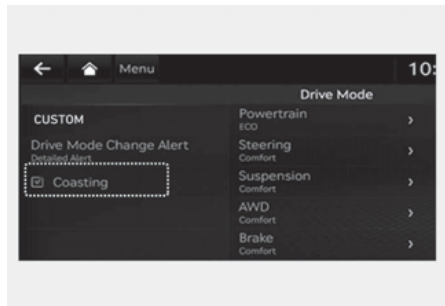 Menu
10:
Drive Mode
CUSTOM
Drive Mode Change Alert
Detailed Alert
Coasting
Powertrain
ECO
Steering
Comfort
Suspension
Comfort
AWD
Comfort
Brake
Comfort